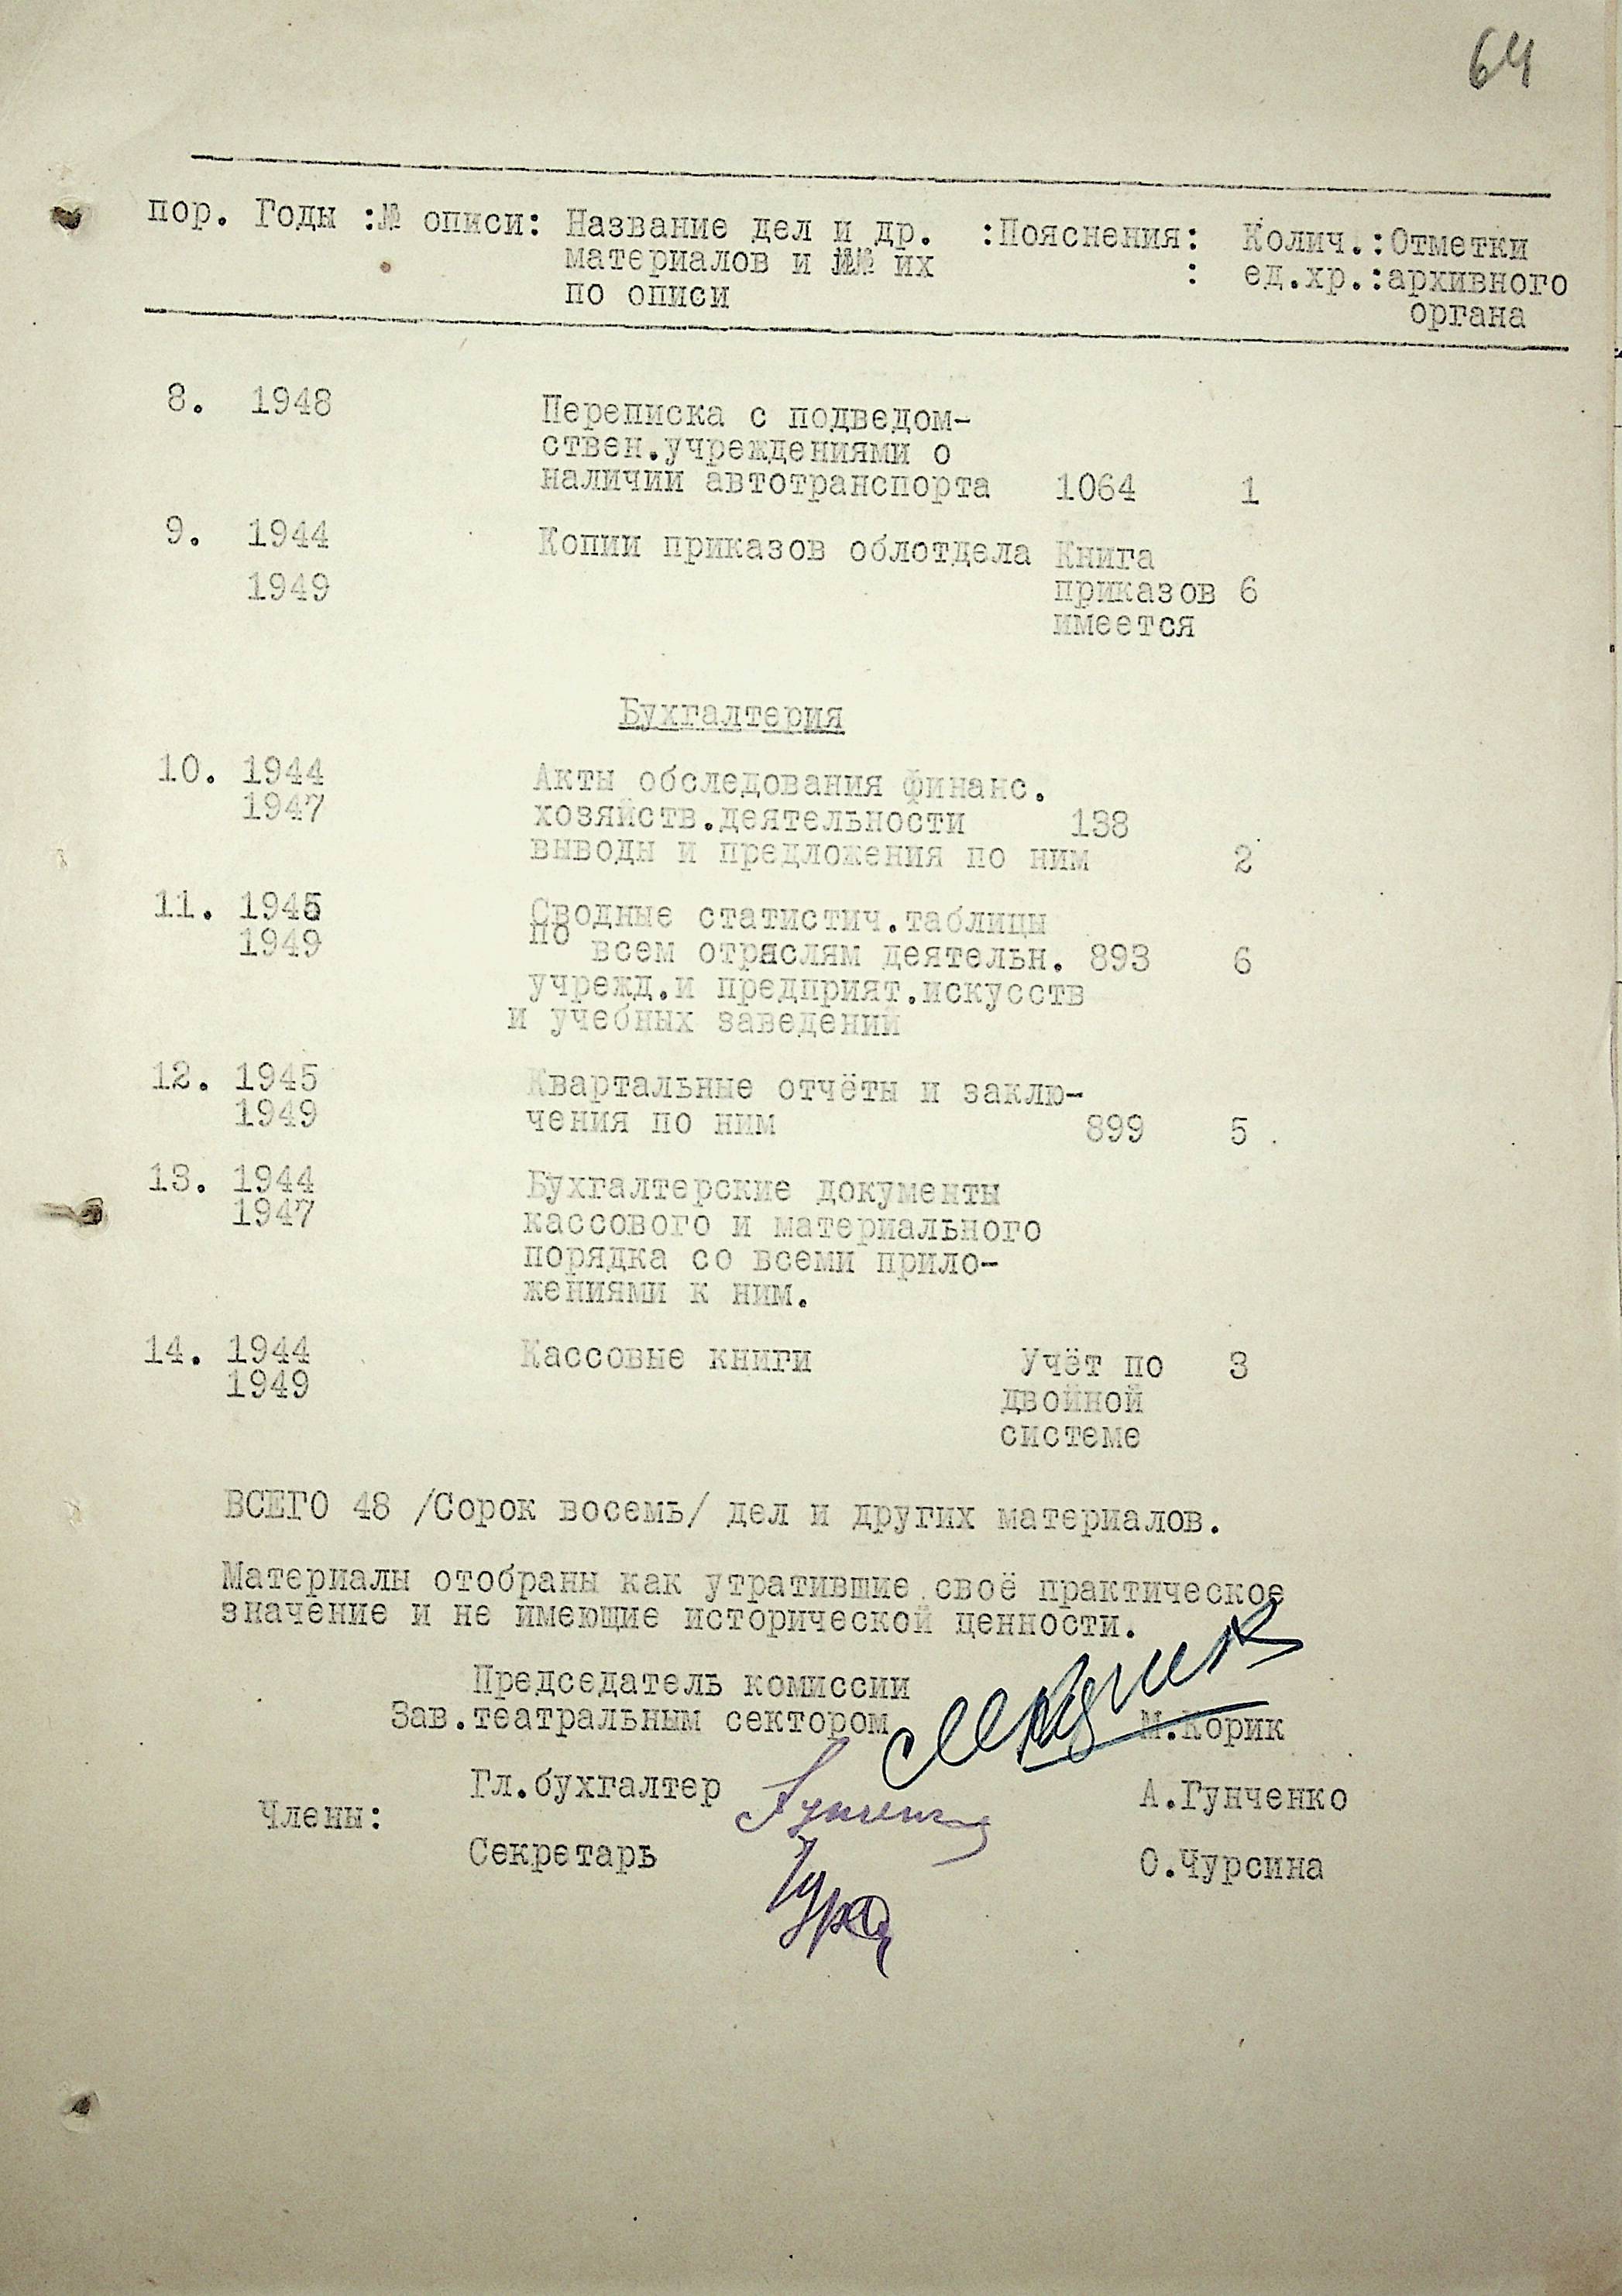 64
пор. Годы :№ описи: Название дел и др. :Пояснения: Колич.:Отметки
материалов и №№ их : ед.хр.:архивного
по описи органа
8. 1948 Переписка с подведом-
ствен.учреждениями о
наличии автотранспорта 1064 1
9. 1944 Копии приказов облотдела Книга
1949 приказов 6
имеется
Бухгалтерия
10. 1944 Акты обследования финанс.
1947 хозяйств.деятельности 138
выводы и предложения по ним 2
11. 1945 Сводные статистич.таблицы
1949 по всем отраслям деятельн. 893 6
учрежд.и предприят.искусств
и учебных заведений
12. 1945 Квартальные отчёты и заклю-
1949 чения по ним 899 5
13. 1944 Бухгалтерские документы
1947 кассового и материального
порядка со всеми прило-
жениями к ним.
14. 1944 Кассовые книги Учёт по 3
1949 двойной
системе
ВСЕГО 48 /Сорок восемь/ дел и других материалов.
Материалы отобраны как утратившие своё практическое
значение и не имеющие исторической ценности.
Председатель комиссии
Зав.театральным сектором М.Корик
Гл.бухгалтер А.Гунченко
Члены:
Секретарь О.Чурсина